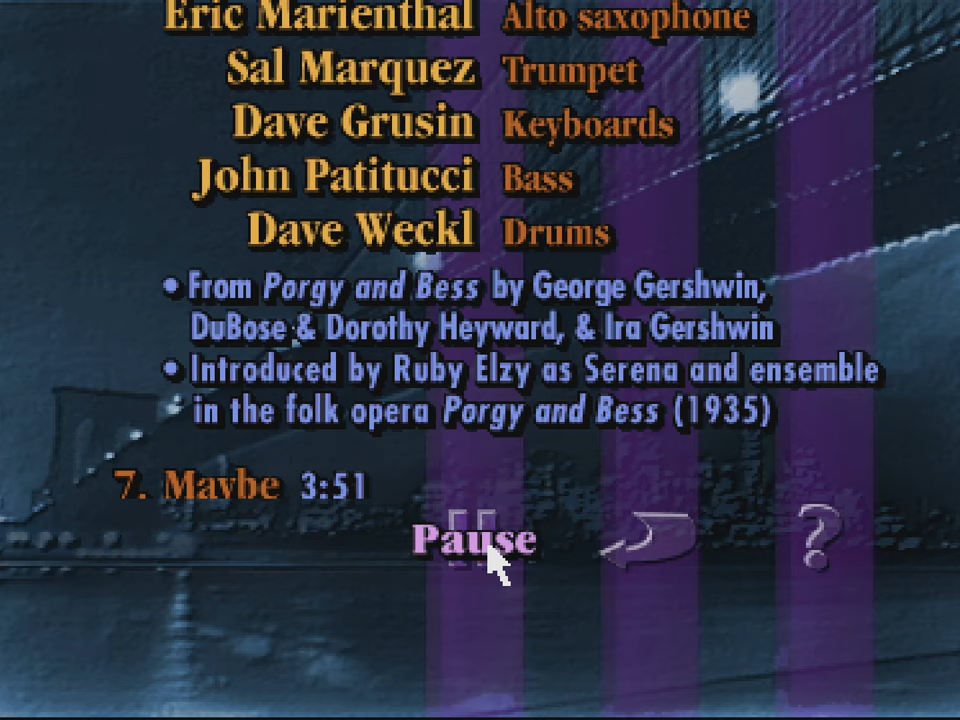 Eric Marienthal Alto saxophone
Sal Marquez Trumpet
Dave Grusin Keyboards
John Patitucci Bass
Dave Weckl Drums
• From Porgy and Bess by George Gershwin,
DuBose & Dorothy Heyward, & Ira Gershwin
• Introduced by Ruby Elzy as Serena and ensemble
in the folk opera Porgy and Bess (1935)
7. Maybe 3:51
Pause
?